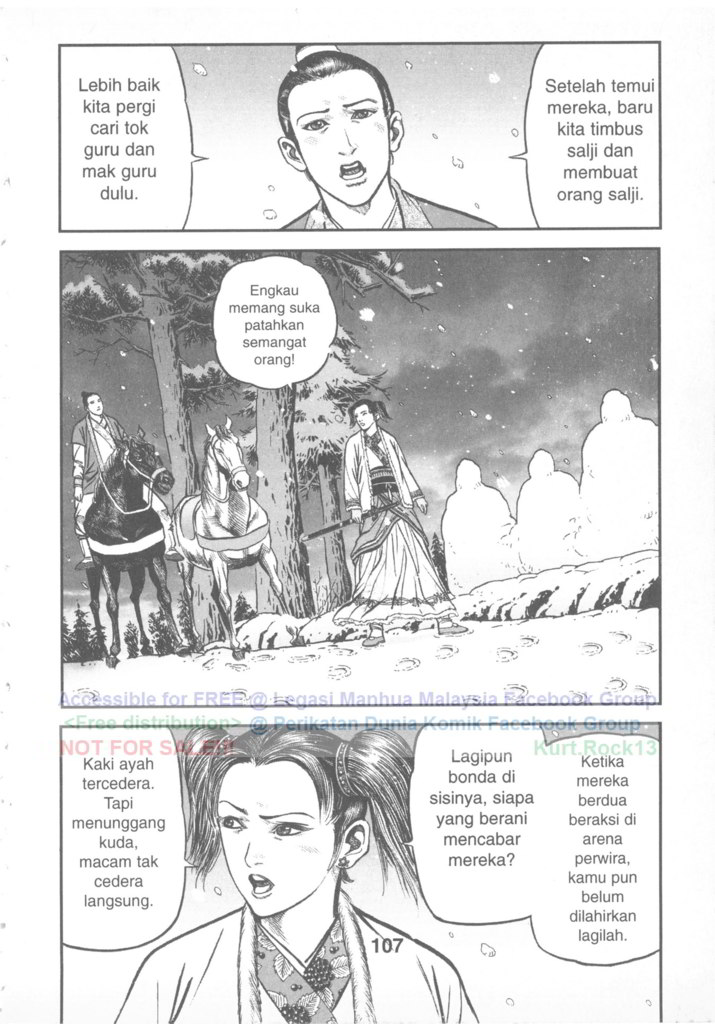 Lebih baik
kita pergi
cari tok
guru dan
mak guru
dulu.
Setelah temui
mereka, baru
kita timbus
salji dan
membuat
orang salji.
Engkau
memang suka
patahkan
semangat
orang!
Accessible for FREE @ Legasi Manhua Malaysia Facebook Group
<Free distribution> @ Perikatan Dunia Komik Facebook Group
NOT FOR SALE!!!
Kurt.Rock13
Kaki ayah
tercedera.
Tapi
menunggang
kuda,
macam tak
cedera
langsung.
Lagipun
bonda di
sisinya, siapa
yang berani
mencabar
mereka?
Ketika
mereka
berdua
beraksi di
arena
perwira,
kamu pun
belum
dilahirkan
lagilah.
107